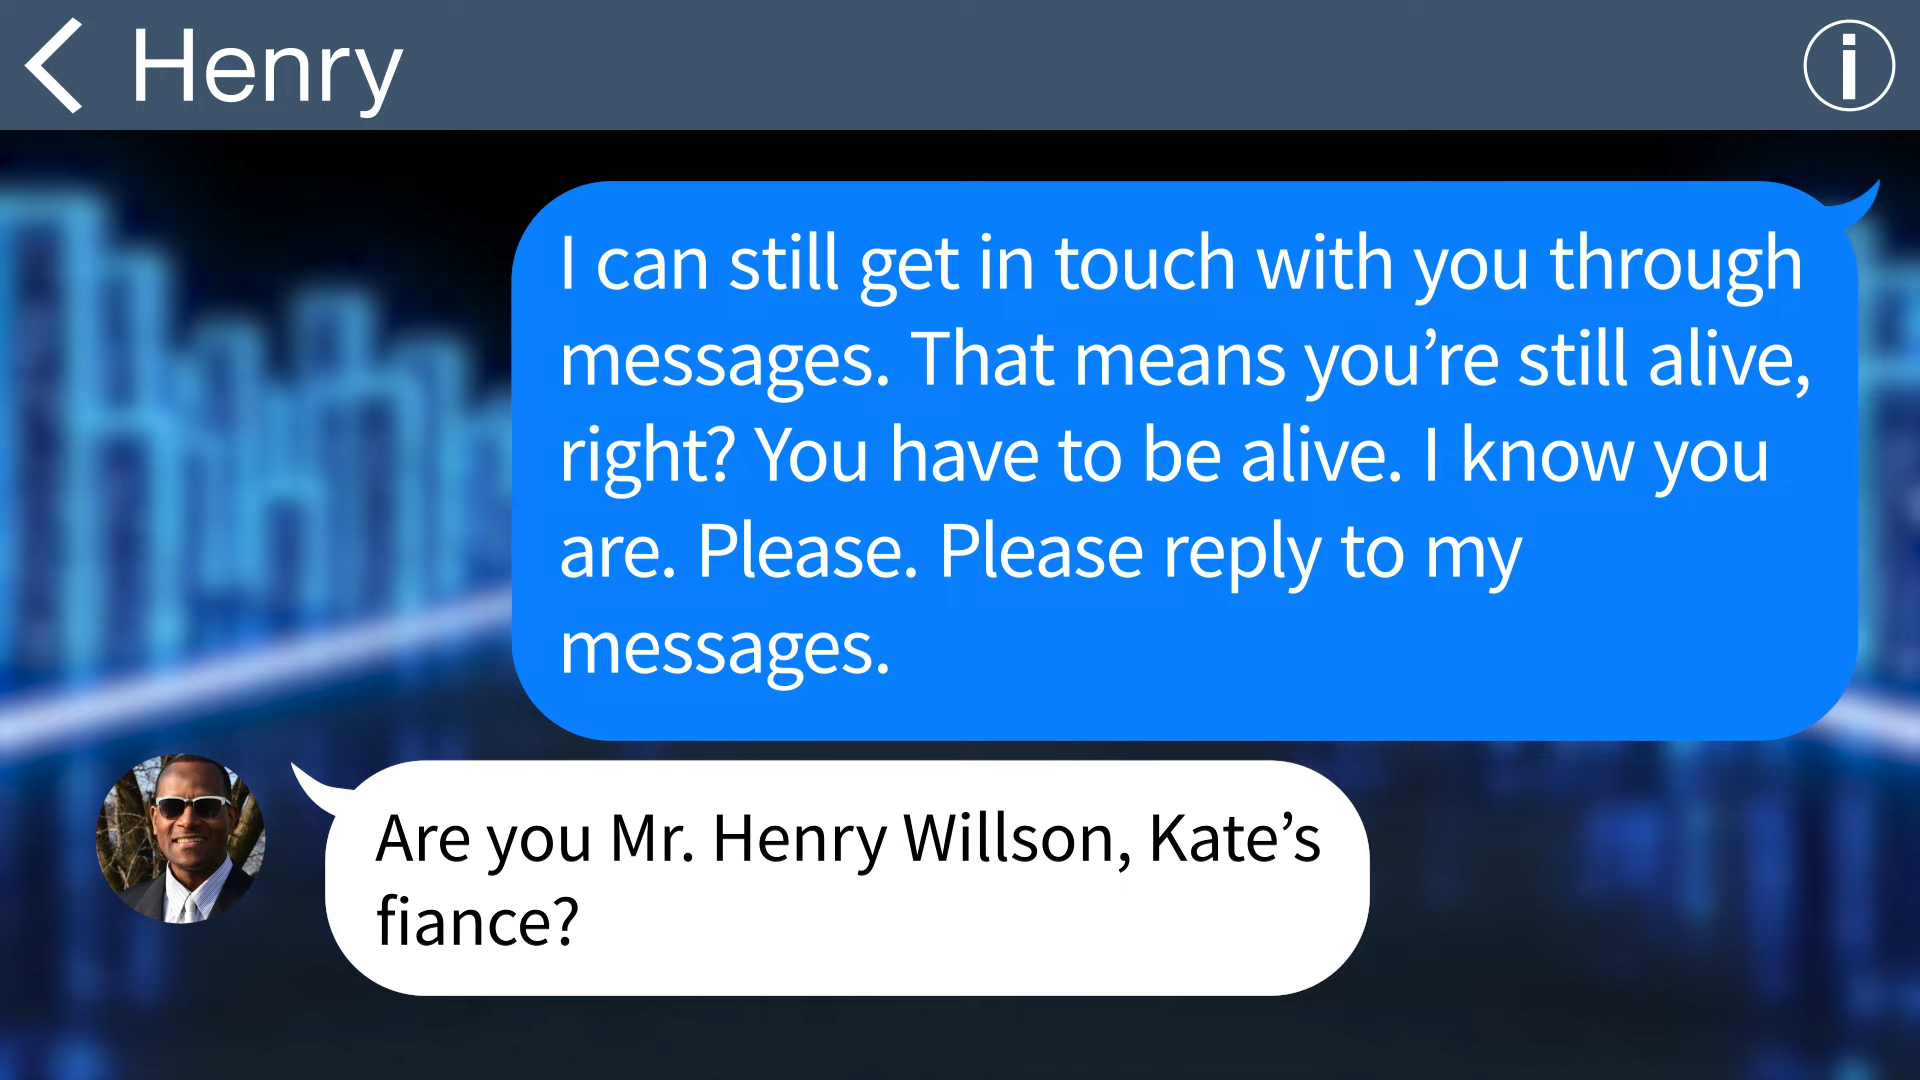 Henry
I can still get in touch with you through
messages. That means you’re still alive,
right? You have to be alive. I know you
are. Please. Please reply to my
messages.
Are you Mr. Henry Willson, Kate’s
fiance?